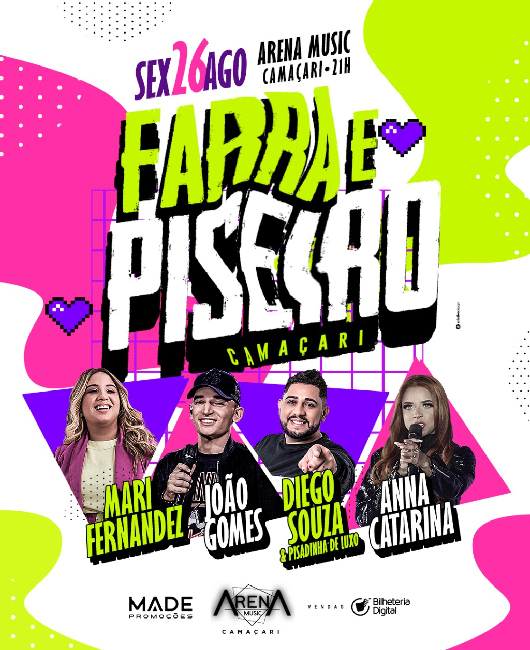 SEX 26 AGO
ARENA MUSIC
CAMAÇARI • 21H
FARRA E
PISEIRO
CAMAÇARI
MARI
FERNANDEZ
JOÃO
GOMES
DIEGO
SOUZA
& PISADINHA DE LUXO
ANNA
CATARINA
MADE
PROMOÇÕES
ARENA
MUSIC
CAMAÇARI
VENDAS
Bilheteria
Digital